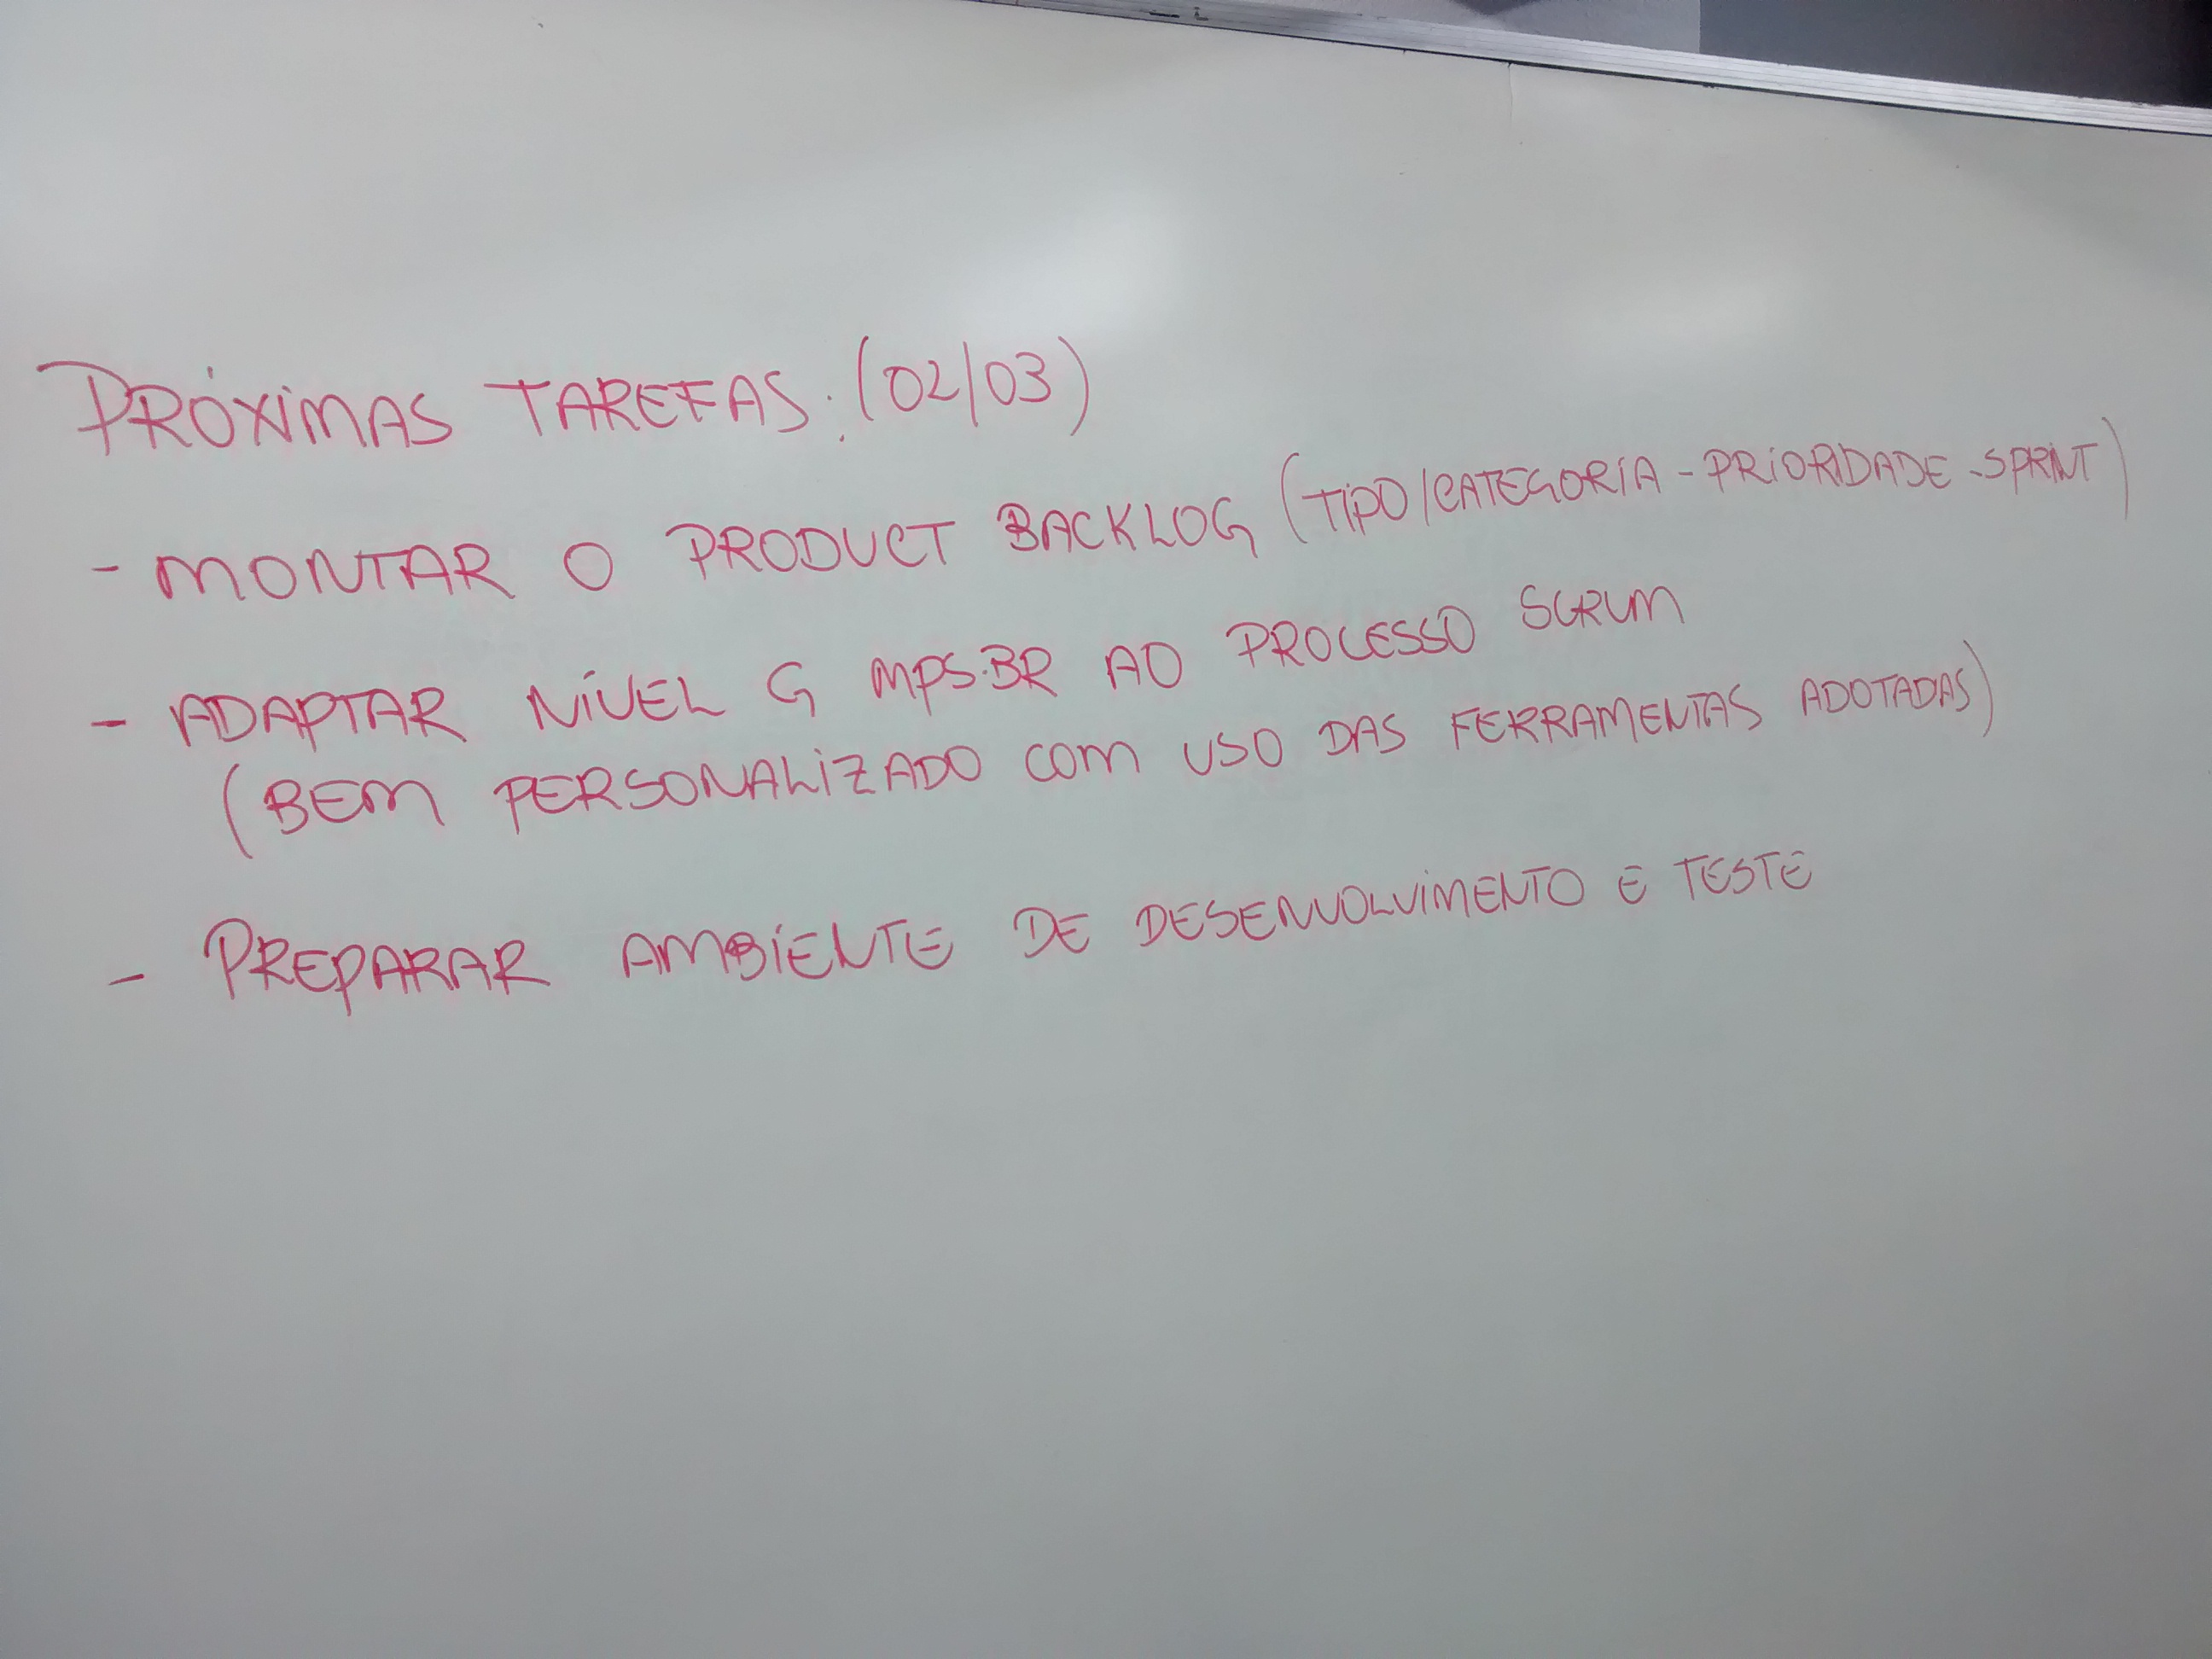 PRÓXIMAS TAREFAS: (02/03)
- MONTAR O PRODUCT BACKLOG (TIPO/CATEGORIA - PRIORIDADE - SPRINT)
- ADAPTAR NÍVEL G MPS.BR AO PROCESSO SCRUM
(BEM PERSONALIZADO COM USO DAS FERRAMENTAS ADOTADAS)
- PREPARAR AMBIENTE DE DESENVOLVIMENTO E TESTE